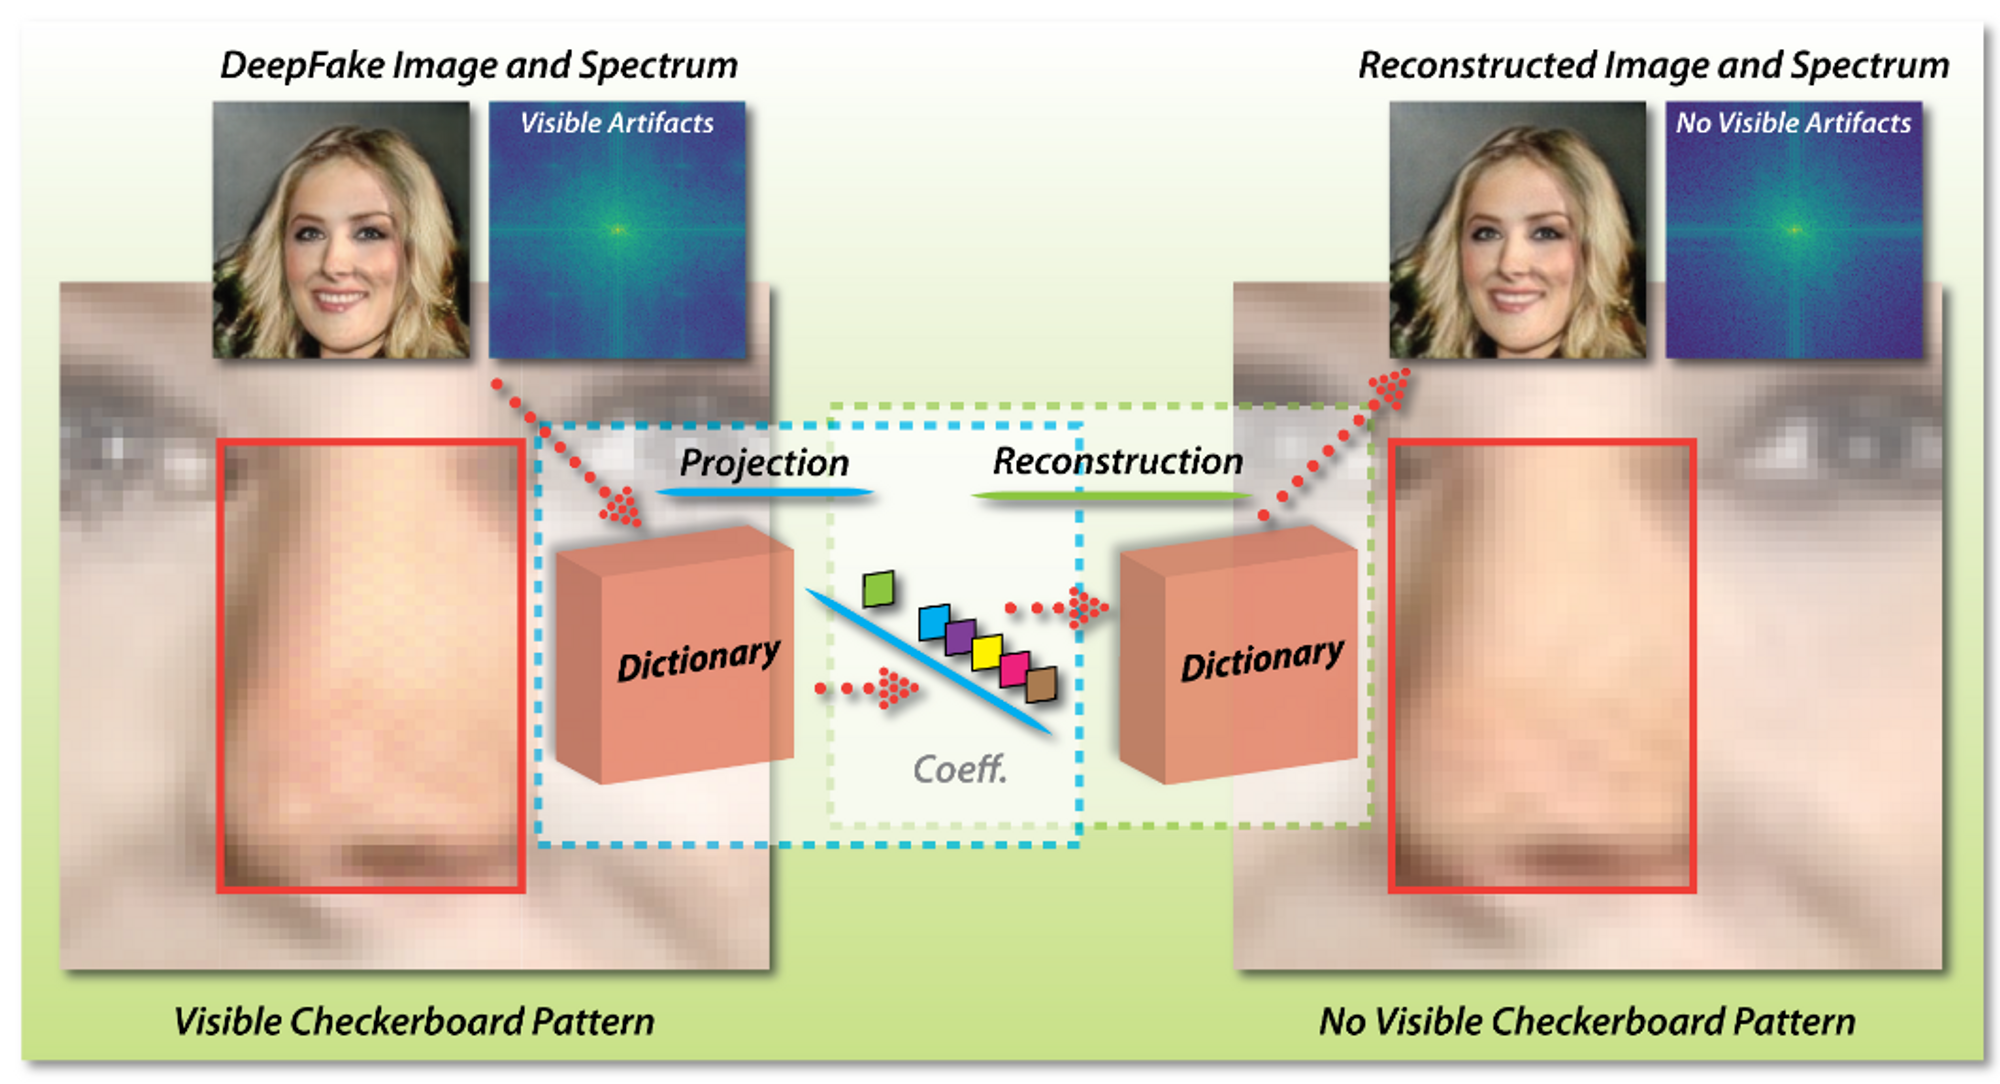 DeepFake Image and Spectrum
Visible Artifacts
Reconstructed Image and Spectrum
No Visible Artifacts
Projection
Reconstruction
Dictionary
Coeff.
Dictionary
Visible Checkerboard Pattern
No Visible Checkerboard Pattern